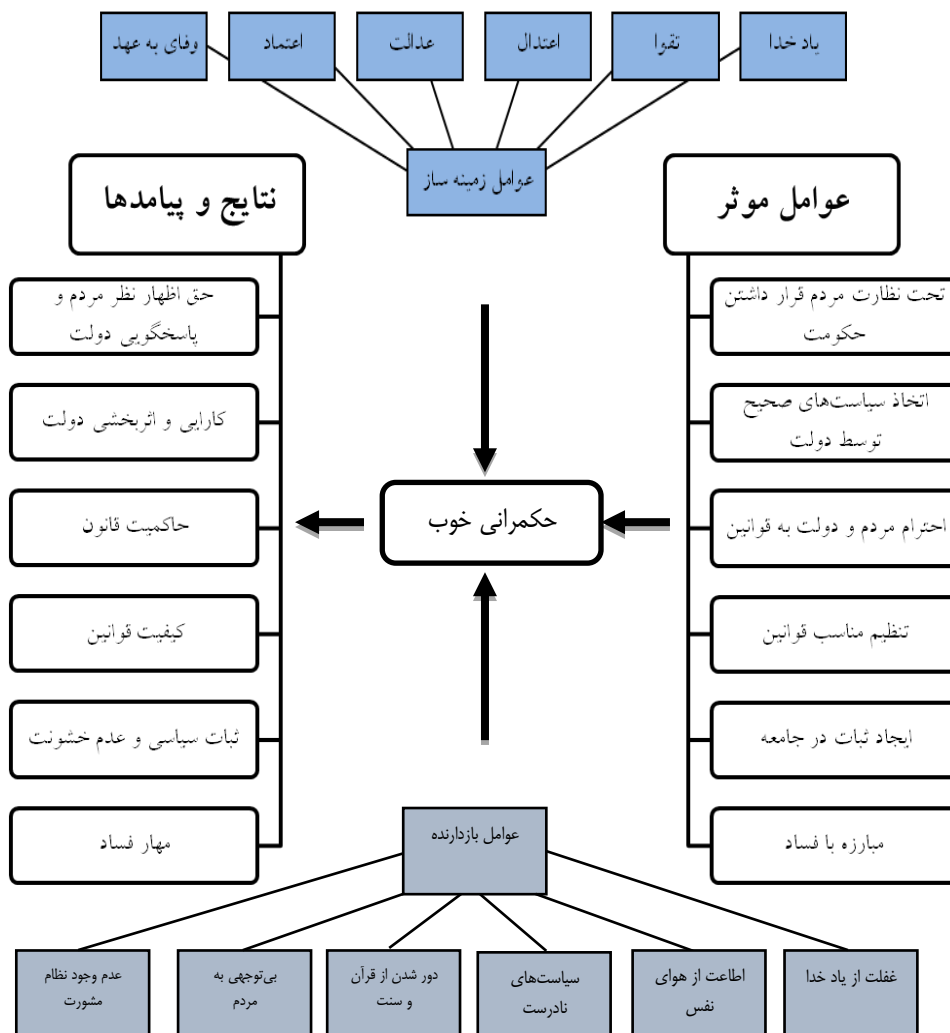 یاد خدا
تقوا
اعتدال
عدالت
اعتماد
وفای به عهد
عوامل زمینه ساز
عوامل موثر
تحت نظارت مردم قرار داشتن
حکومت
اتخاذ سیاست‌های صحیح
توسط دولت
احترام مردم و دولت به قوانین
تنظیم مناسب قوانین
ایجاد ثبات در جامعه
مبارزه با فساد
حکمرانی خوب
نتایج و پیامدها
حق اظهار نظر مردم و
پاسخگویی دولت
کارایی و اثربخشی دولت
حاکمیت قانون
کیفیت قوانین
ثبات سیاسی و عدم خشونت
مهار فساد
عوامل بازدارنده
غفلت از یاد خدا
اطاعت از هوای
نفس
سیاست‌های
نادرست
دور شدن از قرآن
و سنت
بی‌توجهی به
مردم
عدم وجود نظام
مشورت